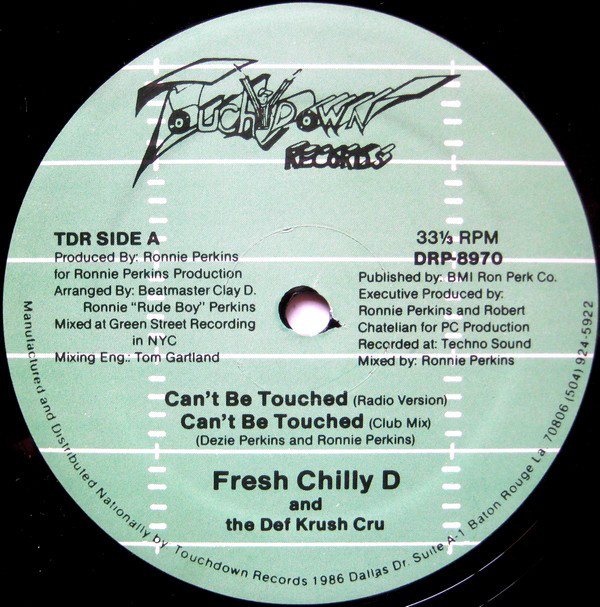 TOUCHDOWN
RECORDS
TDR SIDE A
Produced By: Ronnie Perkins
for Ronnie Perkins Production
Arranged By: Beatmaster Clay D.
Ronnie "Rude Boy" Perkins
Mixed at Green Street Recording
in NYC
Mixing Eng.: Tom Gartland
33⅓ RPM
DRP-8970
Published by: BMI Ron Perk Co.
Executive Produced by:
Ronnie Perkins and Robert
Chatelian for PC Production
Recorded at: Techno Sound
Mixed by: Ronnie Perkins
Can't Be Touched (Radio Version)
Can't Be Touched (Club Mix)
(Dezie Perkins and Ronnie Perkins)
Fresh Chilly D
and
the Def Krush Cru
Manufactured and Distributed Nationally by Touchdown Records 1986 Dallas Dr. Suite A-1 Baton Rouge La 70806 (504) 924-5922